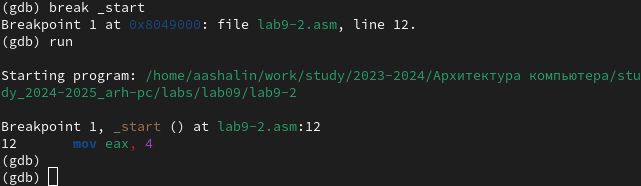 (gdb) break _start
Breakpoint 1 at 0x8049000: file lab9-2.asm, line 12.
(gdb) run
Starting program: /home/aashalin/work/study/2023-2024/Архитектура компьютера/stu
dy_2024-2025_arh-pc/labs/lab09/lab9-2
Breakpoint 1, _start () at lab9-2.asm:12
12 mov eax, 4
(gdb)
(gdb)